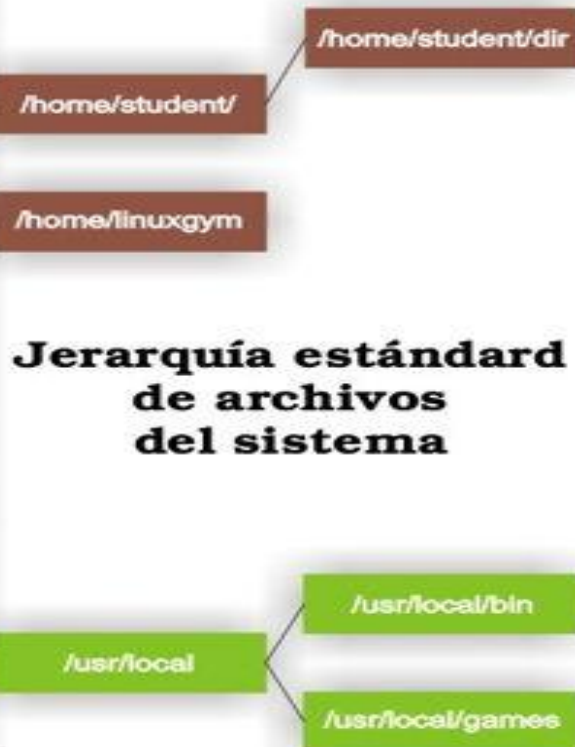 /home/student/dir
/home/student/
/home/linuxgym
Jerarquía estándard
de archivos
del sistema
/usr/local/bin
/usr/local
/usr/local/games